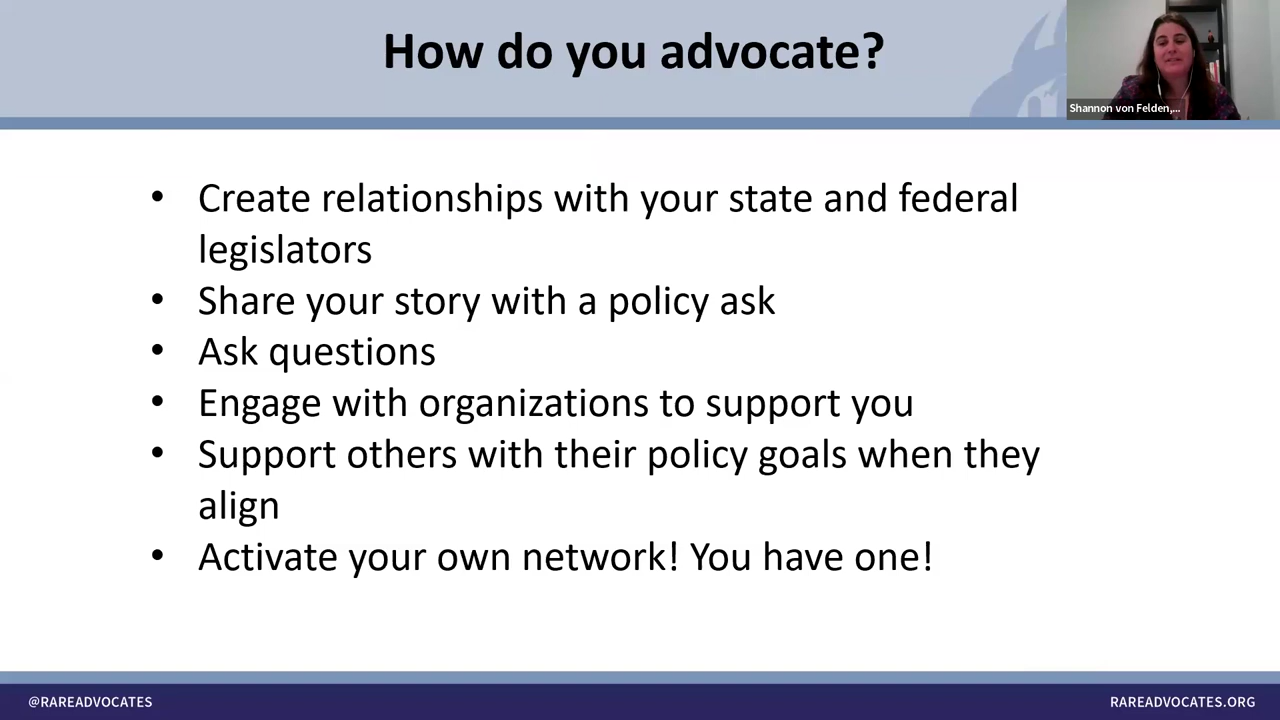 How do you advocate?
Shannon von Felden,...
• Create relationships with your state and federal
legislators
• Share your story with a policy ask
• Ask questions
• Engage with organizations to support you
• Support others with their policy goals when they
align
• Activate your own network! You have one!
@RAREADVOCATES
RAREADVOCATES.ORG